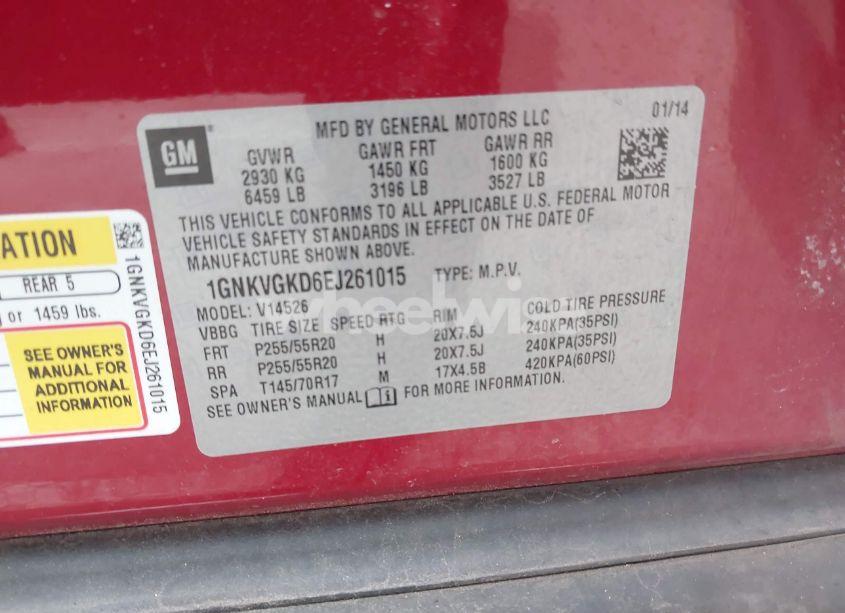 GM
MFD BY GENERAL MOTORS LLC
01/14
GVWR GAWR FRT GAWR RR
2930 KG 1450 KG 1600 KG
6459 LB 3196 LB 3527 LB
THIS VEHICLE CONFORMS TO ALL APPLICABLE U.S. FEDERAL MOTOR
VEHICLE SAFETY STANDARDS IN EFFECT ON THE DATE OF
MANUFACTURE SHOWN ABOVE.
1GNKVGKD6EJ261015 TYPE: M.P.V.
MODEL: V14526
VBBG TIRE SIZE SPEED RTG RIM COLD TIRE PRESSURE
FRT P255/55R20 H 20X7.5J 240KPA(35PSI)
RR P255/55R20 H 20X7.5J 240KPA(35PSI)
SPA T145/70R17 M 17X4.5B 420KPA(60PSI)
SEE OWNER'S MANUAL FOR MORE INFORMATION.
ATION
REAR 5
or 1459 lbs.
SEE OWNER'S
MANUAL FOR
ADDITIONAL
INFORMATION
1GNKVGKD6EJ261015